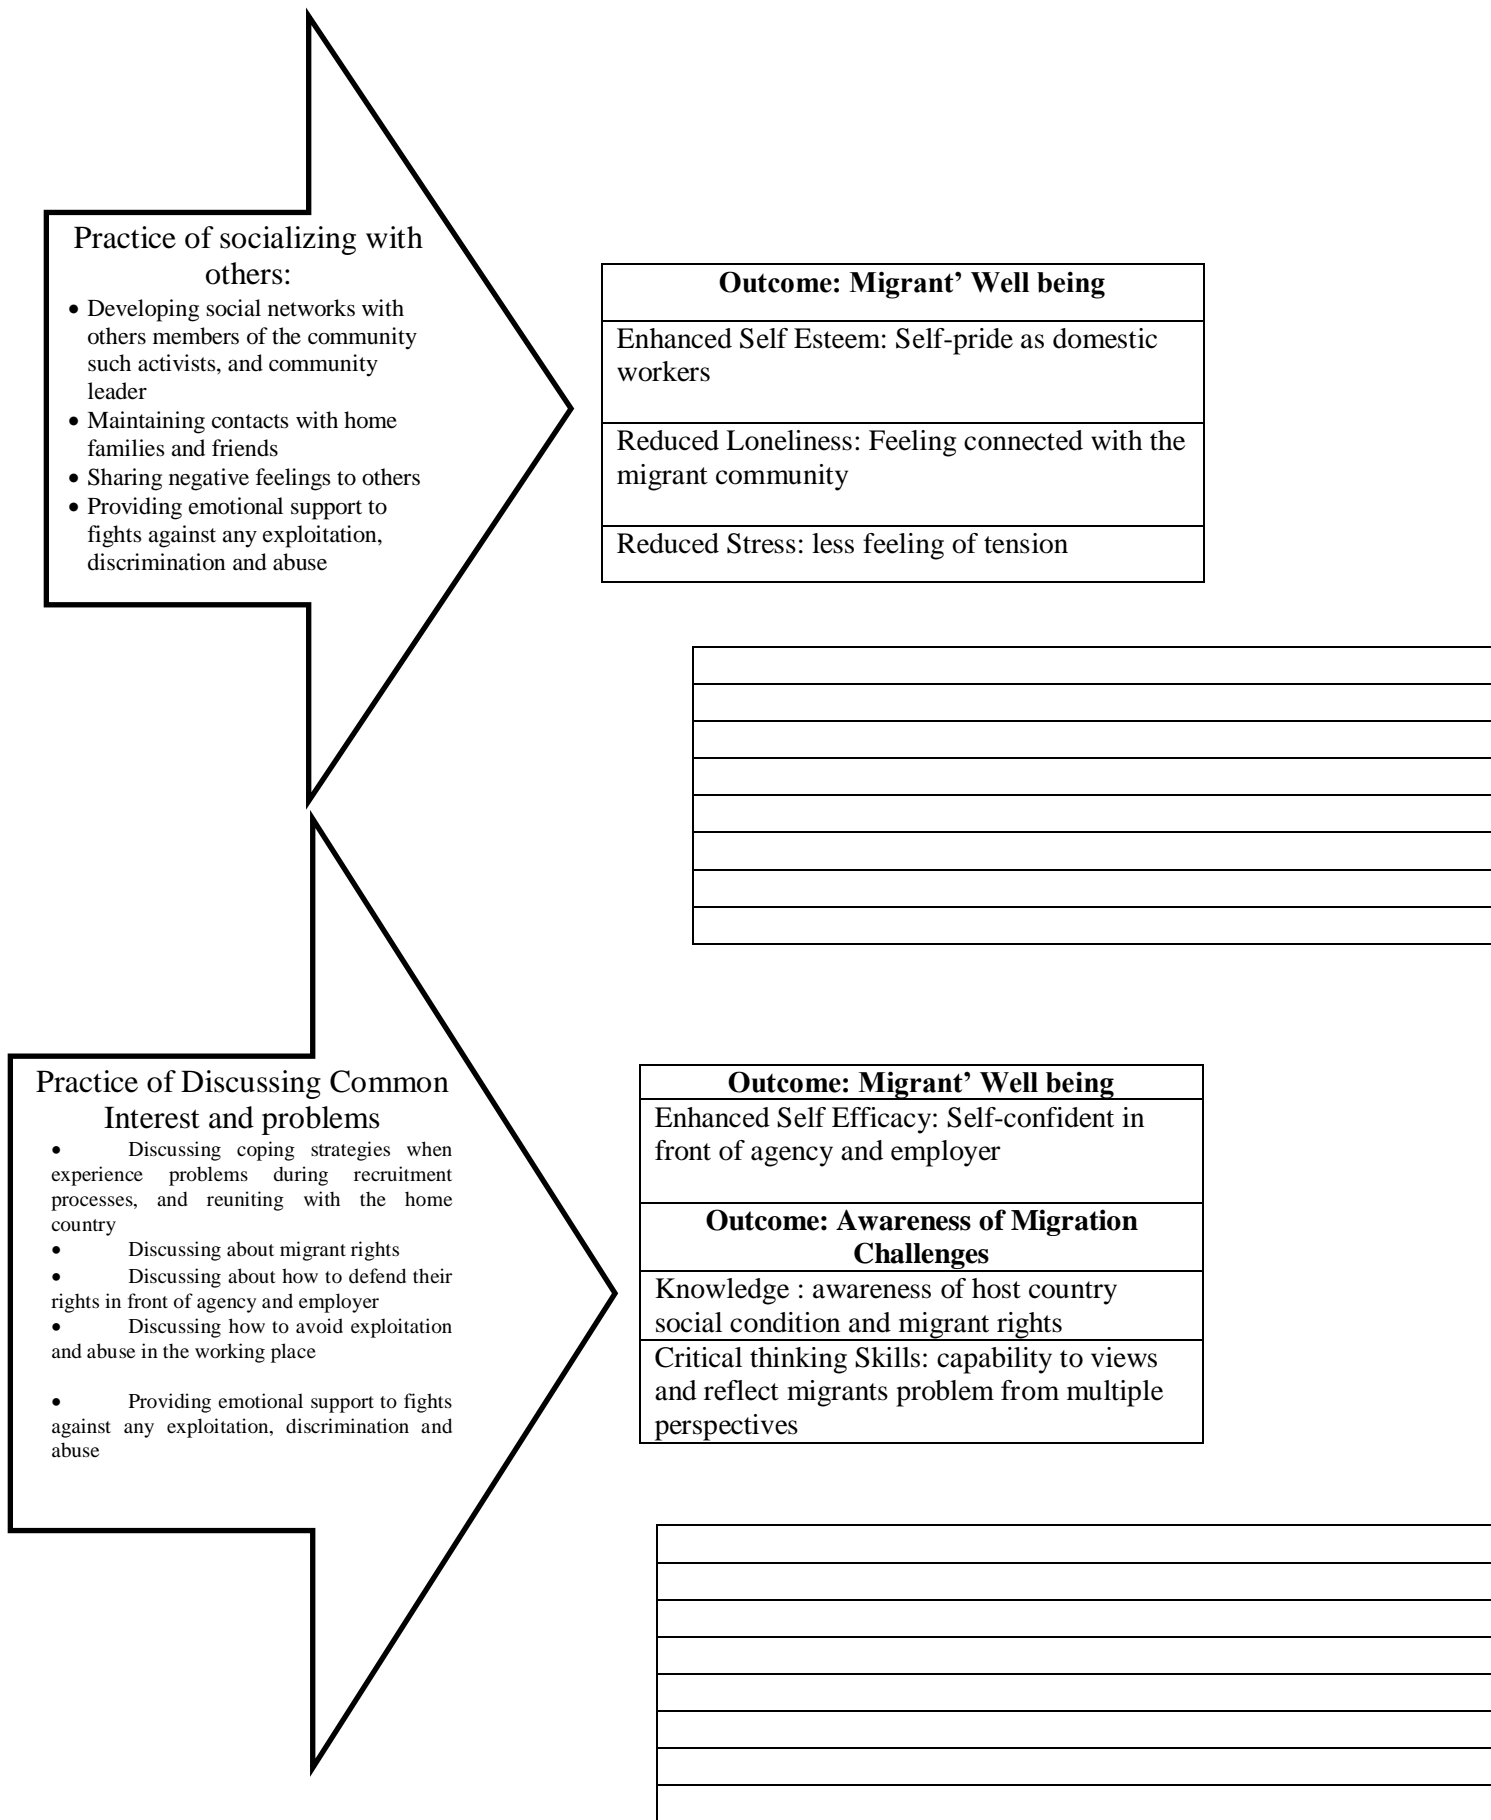 Practice of socializing with
others:
• Developing social networks with
others members of the community
such activists, and community
leader
• Maintaining contacts with home
families and friends
• Sharing negative feelings to others
• Providing emotional support to
fights against any exploitation,
discrimination and abuse
Outcome: Migrant’ Well being
Enhanced Self Esteem: Self-pride as domestic
workers
Reduced Loneliness: Feeling connected with the
migrant community
Reduced Stress: less feeling of tension
Practice of Discussing Common
Interest and problems
• Discussing coping strategies when
experience problems during recruitment
processes, and reuniting with the home
country
• Discussing about migrant rights
• Discussing about how to defend their
rights in front of agency and employer
• Discussing how to avoid exploitation
and abuse in the working place
• Providing emotional support to fights
against any exploitation, discrimination and
abuse
Outcome: Migrant’ Well being
Enhanced Self Efficacy: Self-confident in
front of agency and employer
Outcome: Awareness of Migration
Challenges
Knowledge : awareness of host country
social condition and migrant rights
Critical thinking Skills: capability to views
and reflect migrants problem from multiple
perspectives